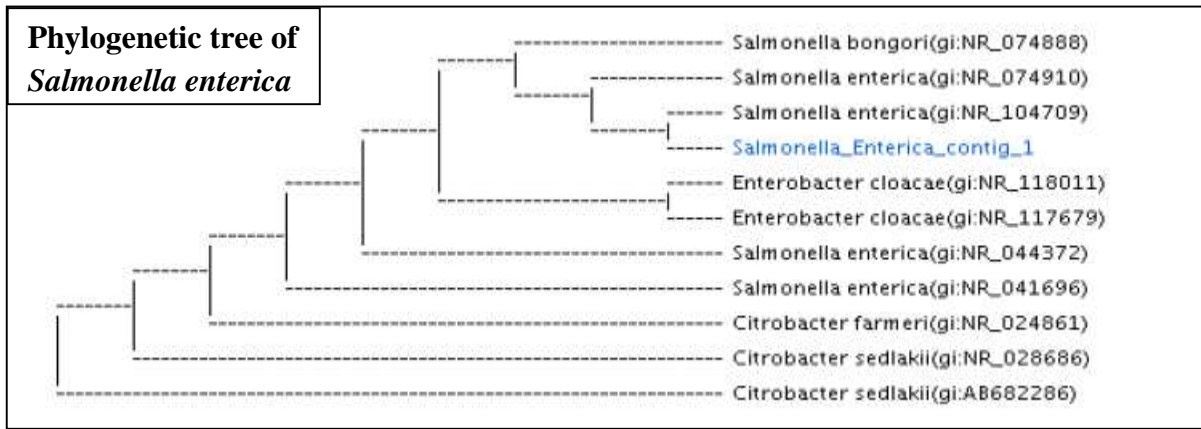 Phylogenetic tree of
Salmonella enterica
Salmonella bongori(gi:NR_074888)
Salmonella enterica(gi:NR_074910)
Salmonella enterica(gi:NR_104709)
Salmonella_Enterica_contig_1
Enterobacter cloacae(gi:NR_118011)
Enterobacter cloacae(gi:NR_117679)
Salmonella enterica(gi:NR_044372)
Salmonella enterica(gi:NR_041696)
Citrobacter farmeri(gi:NR_024861)
Citrobacter sedlakii(gi:NR_028686)
Citrobacter sedlakii(gi:AB682286)